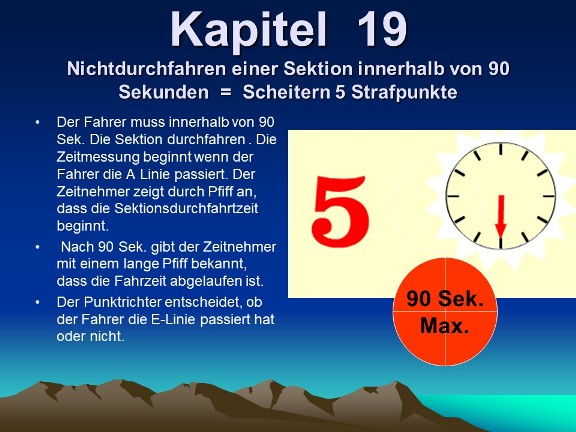 Kapitel 19
Nichtdurchfahren einer Sektion innerhalb von 90
Sekunden = Scheitern 5 Strafpunkte
• Der Fahrer muss innerhalb von 90
Sek. Die Sektion durchfahren . Die
Zeitmessung beginnt wenn der
Fahrer die A Linie passiert. Der
Zeitnehmer zeigt durch Pfiff an,
dass die Sektionsdurchfahrtzeit
beginnt.
• Nach 90 Sek. gibt der Zeitnehmer
mit einem lange Pfiff bekannt,
dass die Fahrzeit abgelaufen ist.
• Der Punktrichter entscheidet, ob
der Fahrer die E-Linie passiert hat
oder nicht.
5
90 Sek.
Max.